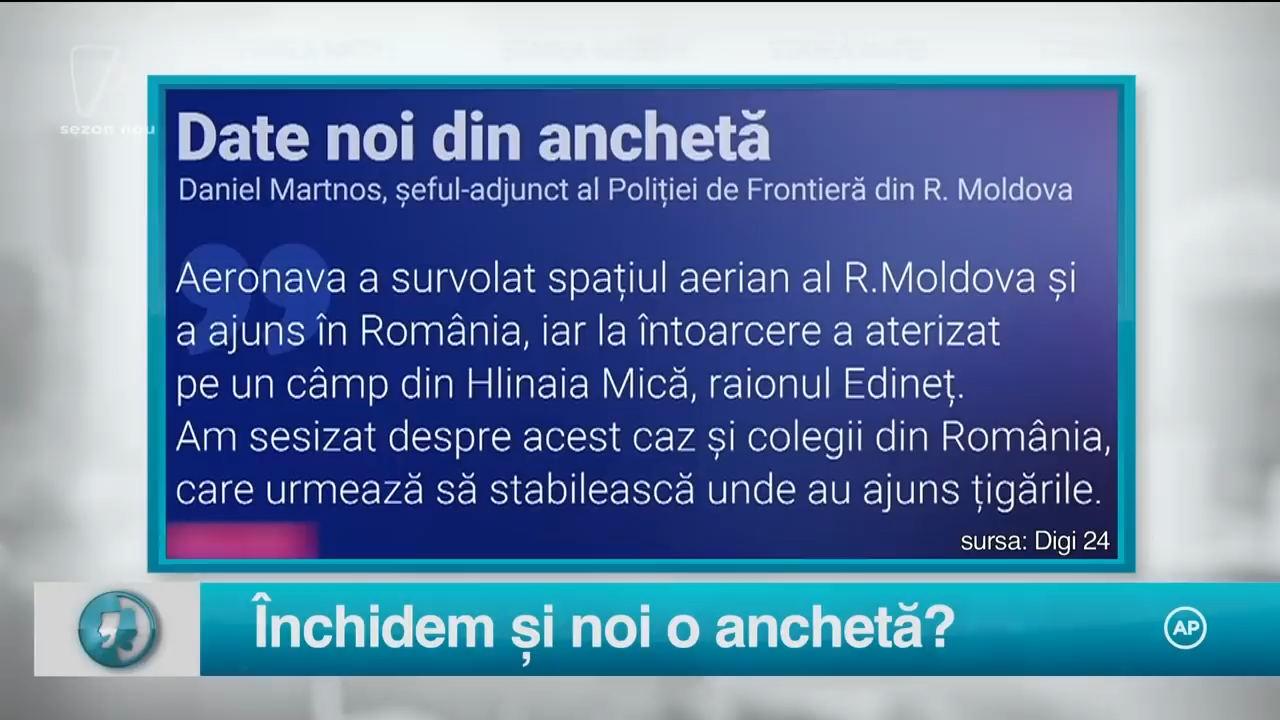 sezon nou
Date noi din anchetă
Daniel Martnos, șeful-adjunct al Poliției de Frontieră din R. Moldova
Aeronava a survolat spațiul aerian al R.Moldova și
a ajuns în România, iar la întoarcere a aterizat
pe un câmp din Hlinaia Mică, raionul Edineț.
Am sesizat despre acest caz și colegii din România,
care urmează să stabilească unde au ajuns țigările.
sursa: Digi 24
Închidem și noi o anchetă?
AP